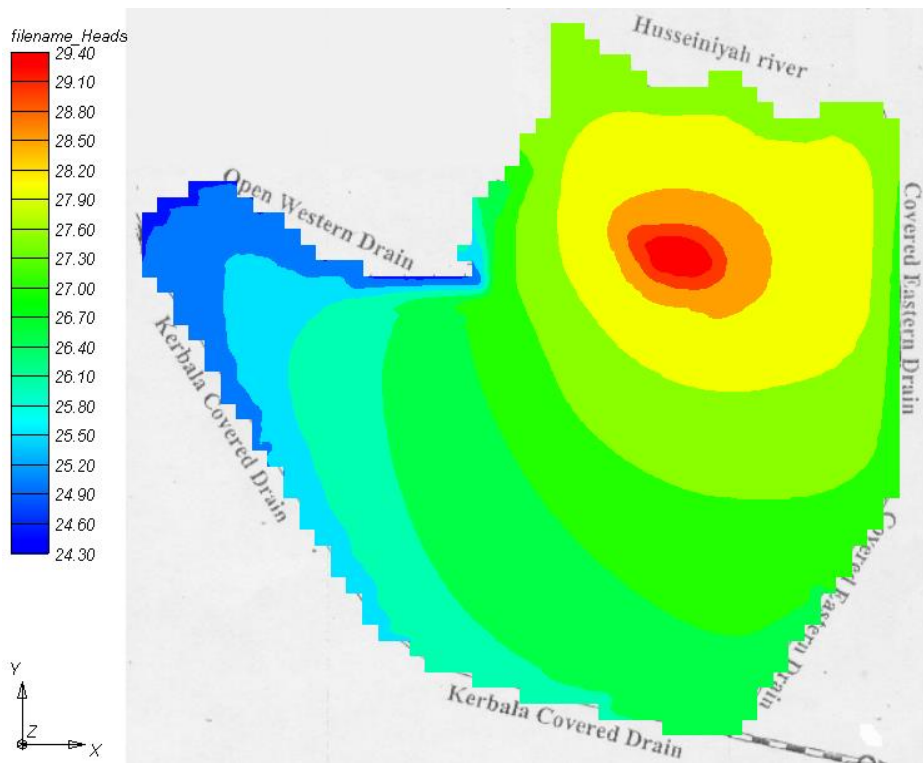 filename_Heads
29.40
29.10
28.80
28.50
28.20
27.90
27.60
27.30
27.00
26.70
26.40
26.10
25.80
25.50
25.20
24.90
24.60
24.30
Husseiniyah river
Open Western Drain
Covered Eastern Drain
Kerbala Covered Drain
Covered Eastern Drain
Kerbala Covered Drain
Y
Z
X